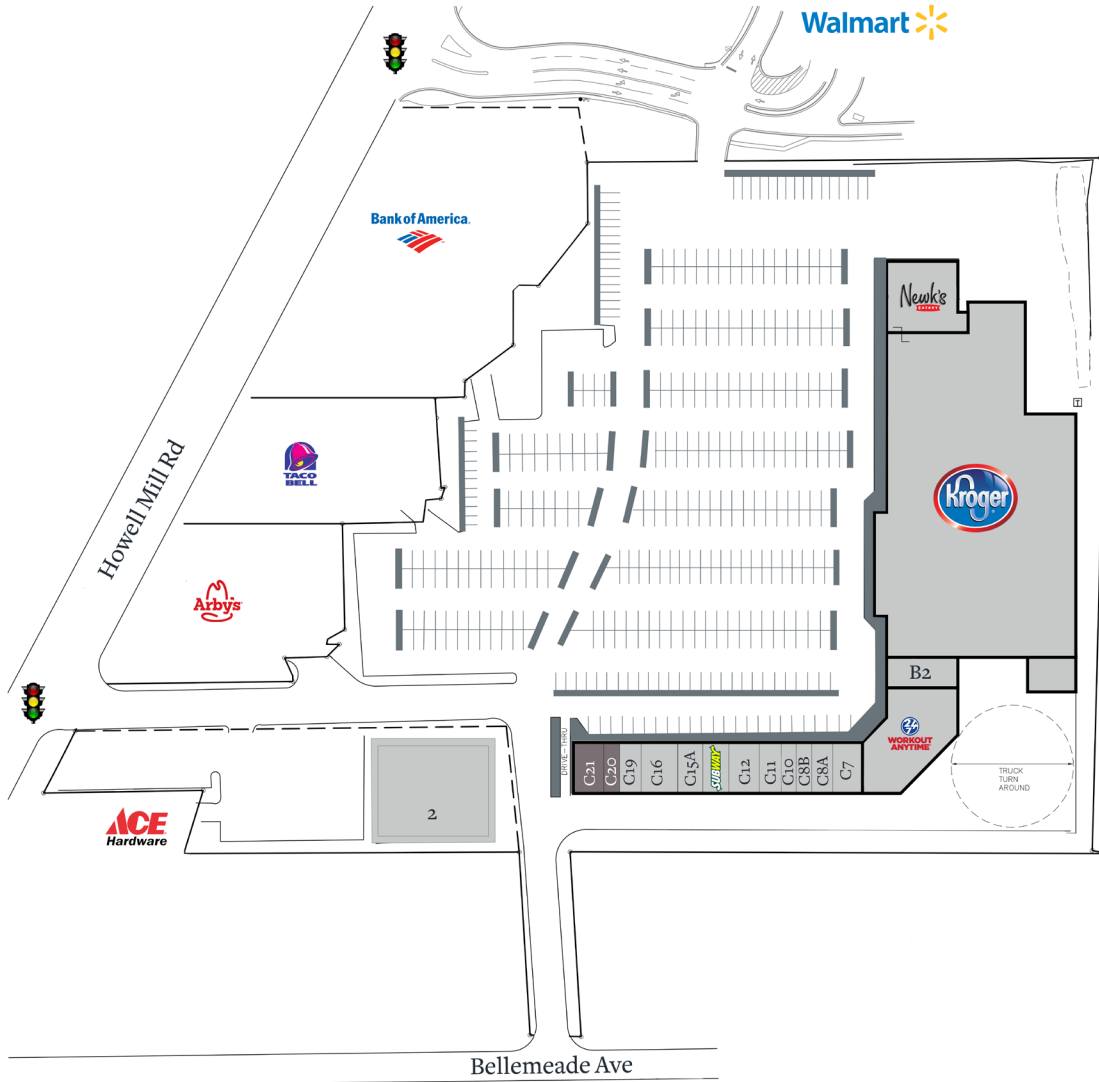 Walmart
Bank of America
Newk's
EATERY
T
TACO
BELL
Kroger
Howell Mill Rd
Arby's
B2
24
7
WORKOUT
ANYTIME
DRIVE-THRU
C21
C20
C19
C16
C15A
SUBWAY
C12
C11
C10
C8B
C8A
C7
TRUCK
TURN
AROUND
2
ACE
Hardware
Bellemeade Ave